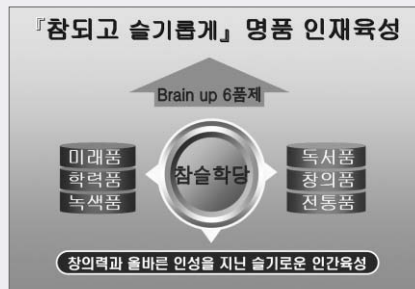 『참되고 슬기롭게』 명품 인재육성
Brain up 6품제
미래품
학력품
녹색품
참슬학당
독서품
창의품
전통품
창의력과 올바른 인성을 지닌 슬기로운 인간육성